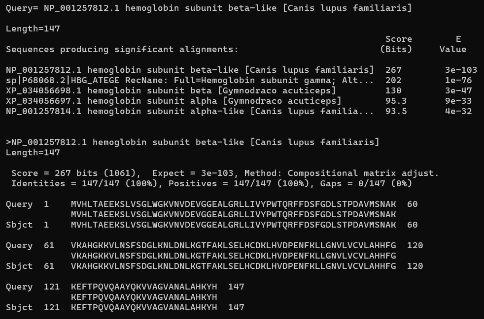 Query= NP_001257812.1 hemoglobin subunit beta-like [Canis lupus familiaris]
Length=147
Score E
Sequences producing significant alignments: (Bits) Value
NP_001257812.1 hemoglobin subunit beta-like [Canis lupus familiaris] 267 3e-103
sp|P68068.2|HBG_ATEGE RecName: Full=Hemoglobin subunit gamma; Alt... 202 1e-76
XP_034056698.1 hemoglobin subunit beta [Gymnodraco acuticeps] 130 3e-47
XP_034056697.1 hemoglobin subunit alpha [Gymnodraco acuticeps] 95.3 9e-33
NP_001257814.1 hemoglobin subunit alpha-like [Canis lupus familia... 93.5 4e-32
>NP_001257812.1 hemoglobin subunit beta-like [Canis lupus familiaris]
Length=147
Score = 267 bits (1061), Expect = 3e-103, Method: Compositional matrix adjust.
Identities = 147/147 (100%), Positives = 147/147 (100%), Gaps = 0/147 (0%)
Query 1 MVHLTAEEKSLVSGLWGKVNVDEVGGEALGRLLIVYPWTQRFFDSFGDLSTPDAVMSNAK 60
MVHLTAEEKSLVSGLWGKVNVDEVGGEALGRLLIVYPWTQRFFDSFGDLSTPDAVMSNAK
Sbjct 1 MVHLTAEEKSLVSGLWGKVNVDEVGGEALGRLLIVYPWTQRFFDSFGDLSTPDAVMSNAK 60
Query 61 VKAHGKKVLNSFSDGLKNLDNLKGTFAKLSELHCDKLHVDPENFKLLGNVLVCVLAHHFG 120
VKAHGKKVLNSFSDGLKNLDNLKGTFAKLSELHCDKLHVDPENFKLLGNVLVCVLAHHFG
Sbjct 61 VKAHGKKVLNSFSDGLKNLDNLKGTFAKLSELHCDKLHVDPENFKLLGNVLVCVLAHHFG 120
Query 121 KEFTPQVQAAYQKVVAGVANALAHKYH 147
KEFTPQVQAAYQKVVAGVANALAHKYH
Sbjct 121 KEFTPQVQAAYQKVVAGVANALAHKYH 147